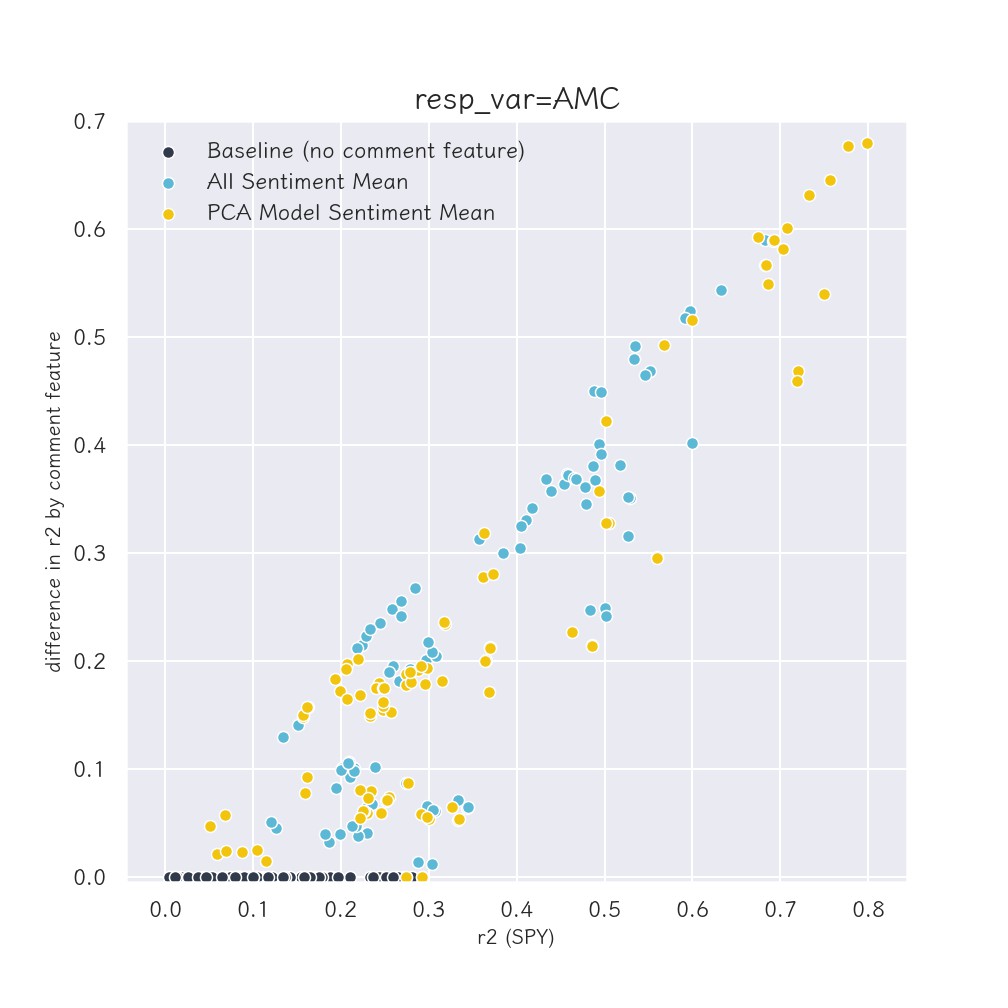 resp_var=AMC
Baseline (no comment feature)
All Sentiment Mean
PCA Model Sentiment Mean
difference in r2 by comment feature
0.7
0.6
0.5
0.4
0.3
0.2
0.1
0.0
0.0 0.1 0.2 0.3 0.4 0.5 0.6 0.7 0.8
r2 (SPY)